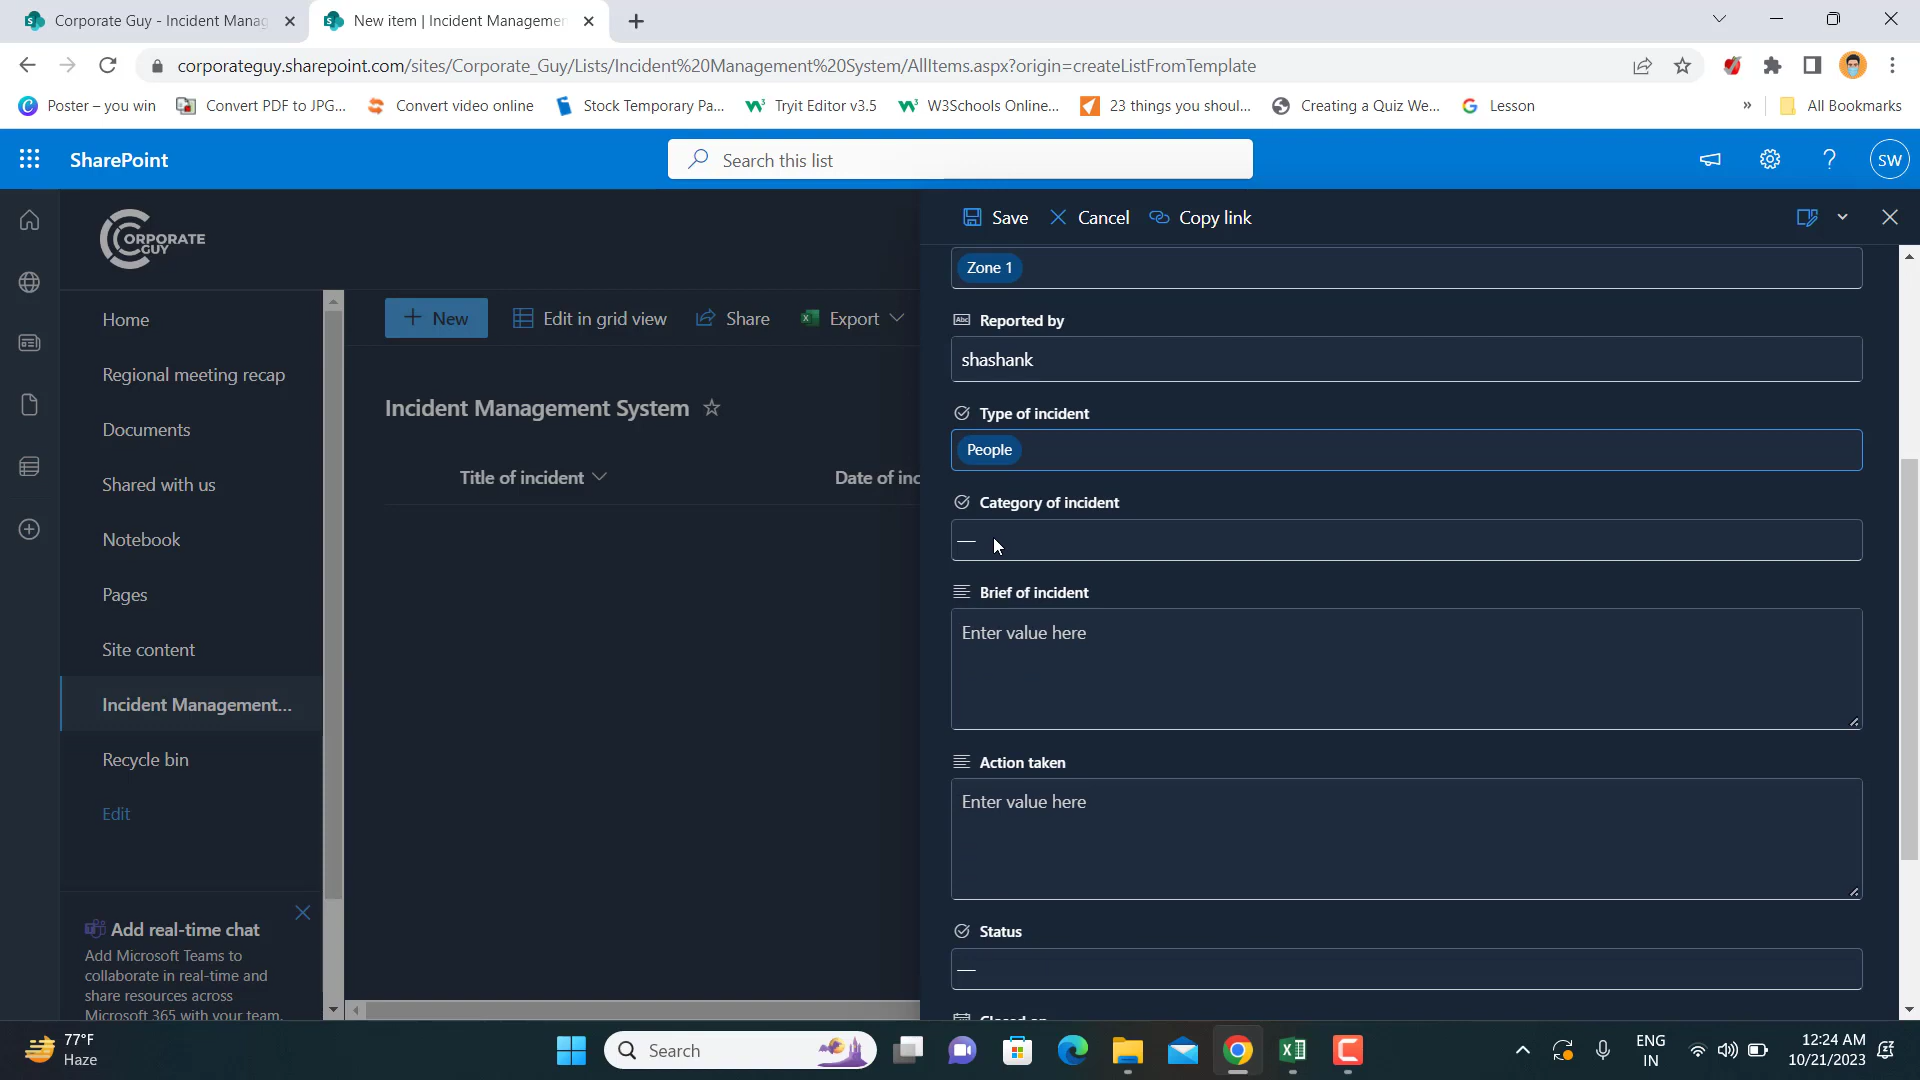 Corporate Guy - Incident Manag
New item | Incident Managemen
corporateguy.sharepoint.com/sites/Corporate_Guy/Lists/Incident%20Management%20System/AllItems.aspx?origin=createListFromTemplate
Poster – you win
Convert PDF to JPG...
Convert video online
Stock Temporary Pa...
Tryit Editor v3.5
W3Schools Online...
23 things you shoul...
Creating a Quiz We...
Lesson
»
All Bookmarks
SharePoint
Search this list
SW
CORPORATE
GUY
Save
Cancel
Copy link
Home
Regional meeting recap
Documents
Shared with us
Notebook
Pages
Site content
Incident Management...
Recycle bin
Edit
Add real-time chat
Add Microsoft Teams to
collaborate in real-time and
share resources across
Microsoft 365 with your team.
New
Edit in grid view
Share
Export
Incident Management System
Title of incident
Date of inc
Zone 1
Abc Reported by
shashank
Type of incident
People
Category of incident
—
Brief of incident
Enter value here
Action taken
Enter value here
Status
—
Closed on
77°F
Haze
Search
ENG
IN
12:24 AM
10/21/2023